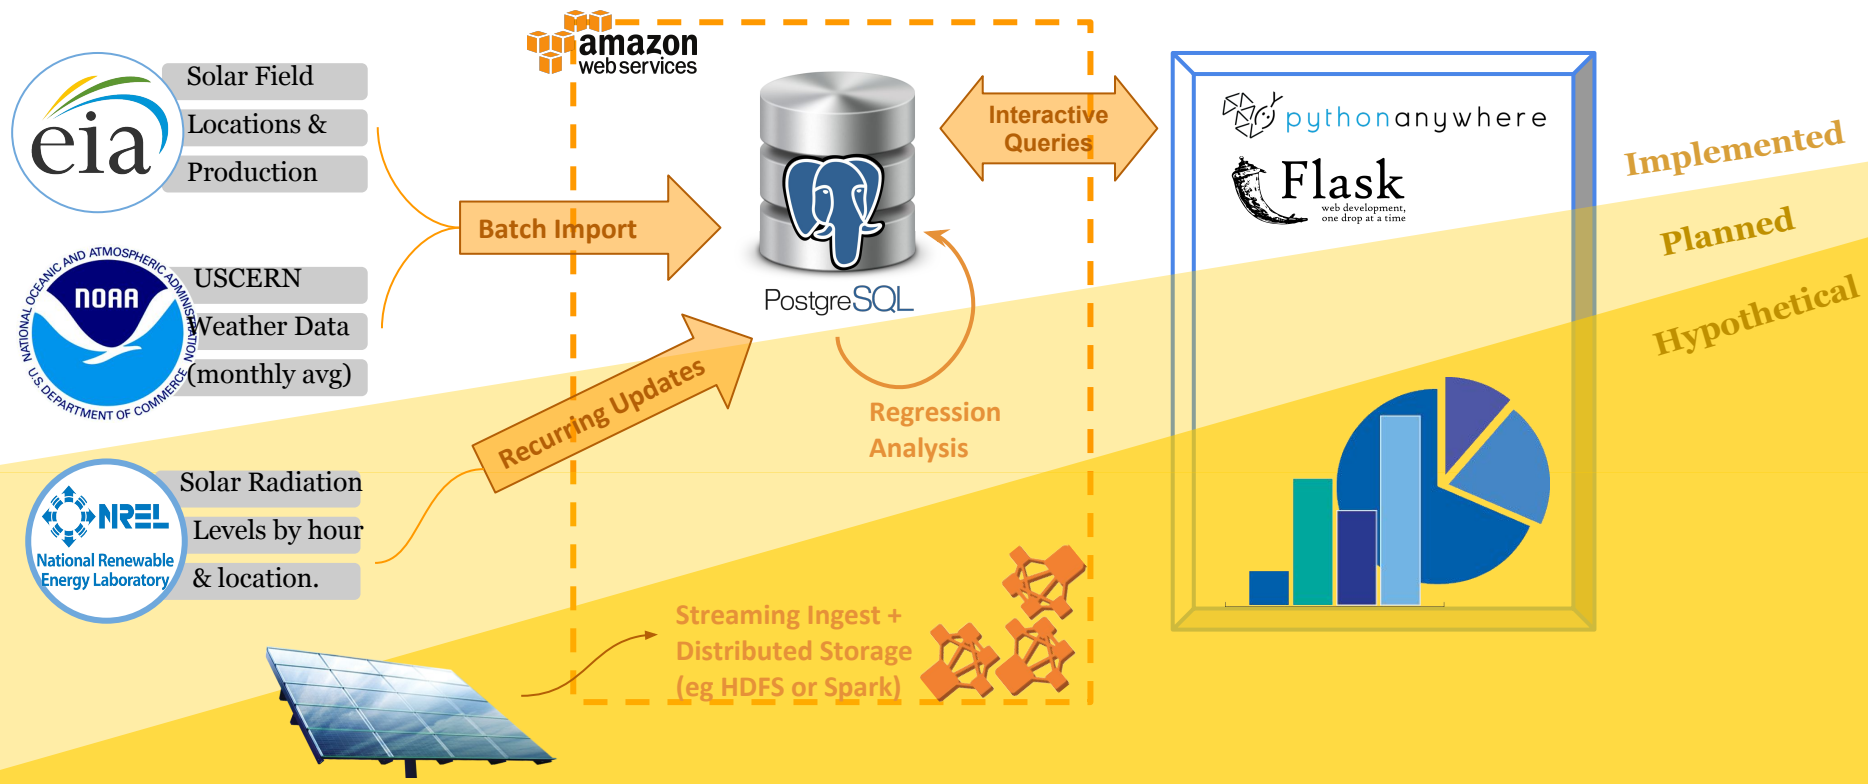 eia
Solar Field
Locations &
Production
NATIONAL OCEANIC AND ATMOSPHERIC ADMINISTRATION
NOAA
U.S. DEPARTMENT OF COMMERCE
USCERN
Weather Data
(monthly avg)
NREL
National Renewable
Energy Laboratory
Solar Radiation
Levels by hour
& location.
Batch Import
Recurring Updates
amazon
webservices
PostgreSQL
Regression
Analysis
Streaming Ingest +
Distributed Storage
(eg HDFS or Spark)
Interactive
Queries
pythonanywhere
Flask
web development,
one drop at a time
Implemented
Planned
Hypothetical